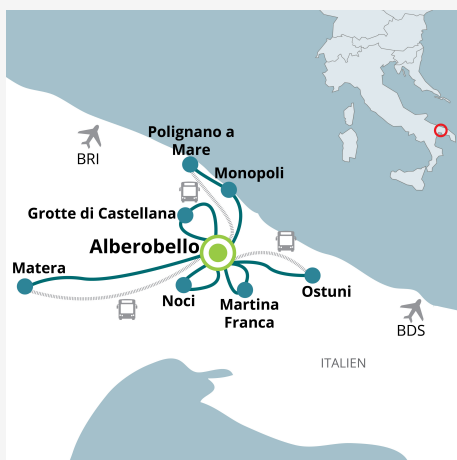 Polignano a
Mare
BRI
Monopoli
Grotte di Castellana
Alberobello
Matera
Noci
Martina
Franca
Ostuni
BDS
ITALIEN